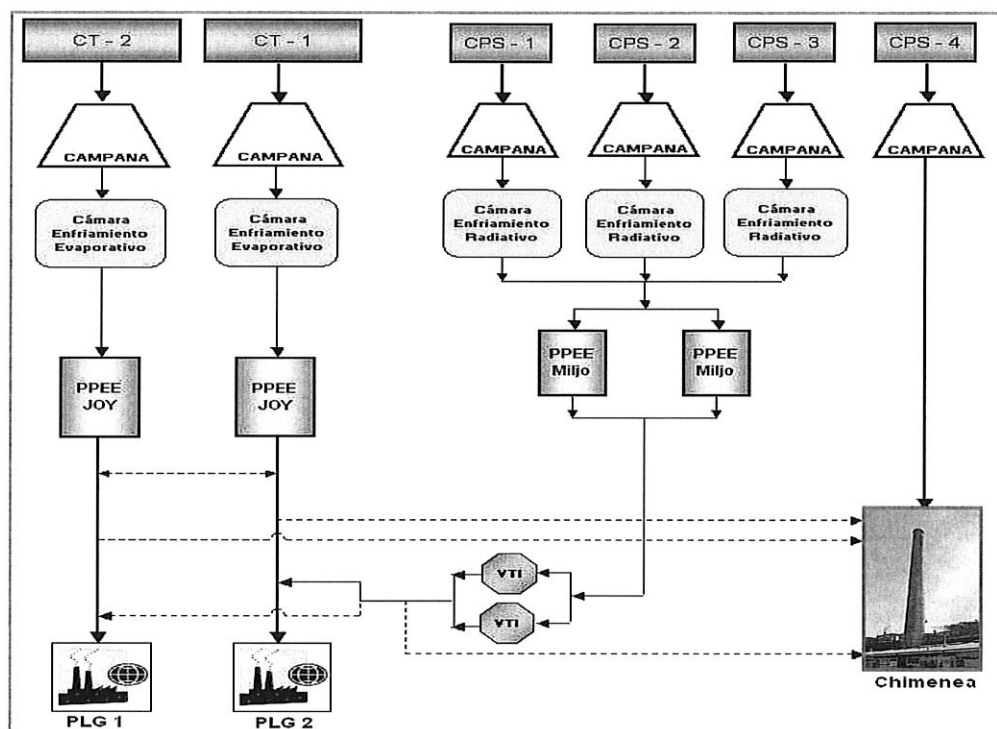 CT - 2
CT - 1
CPS - 1
CPS - 2
CPS - 3
CPS - 4
CAMPANA
CAMPANA
CAMPANA
CAMPANA
CAMPANA
CAMPANA
Cámara
Enfriamiento
Evaporativo
Cámara
Enfriamiento
Evaporativo
Cámara
Enfriamiento
Radiativo
Cámara
Enfriamiento
Radiativo
Cámara
Enfriamiento
Radiativo
PPEE
JOY
PPEE
JOY
PPEE
Miljo
PPEE
Miljo
VTI
VTI
Chimenea
PLG 1
PLG 2